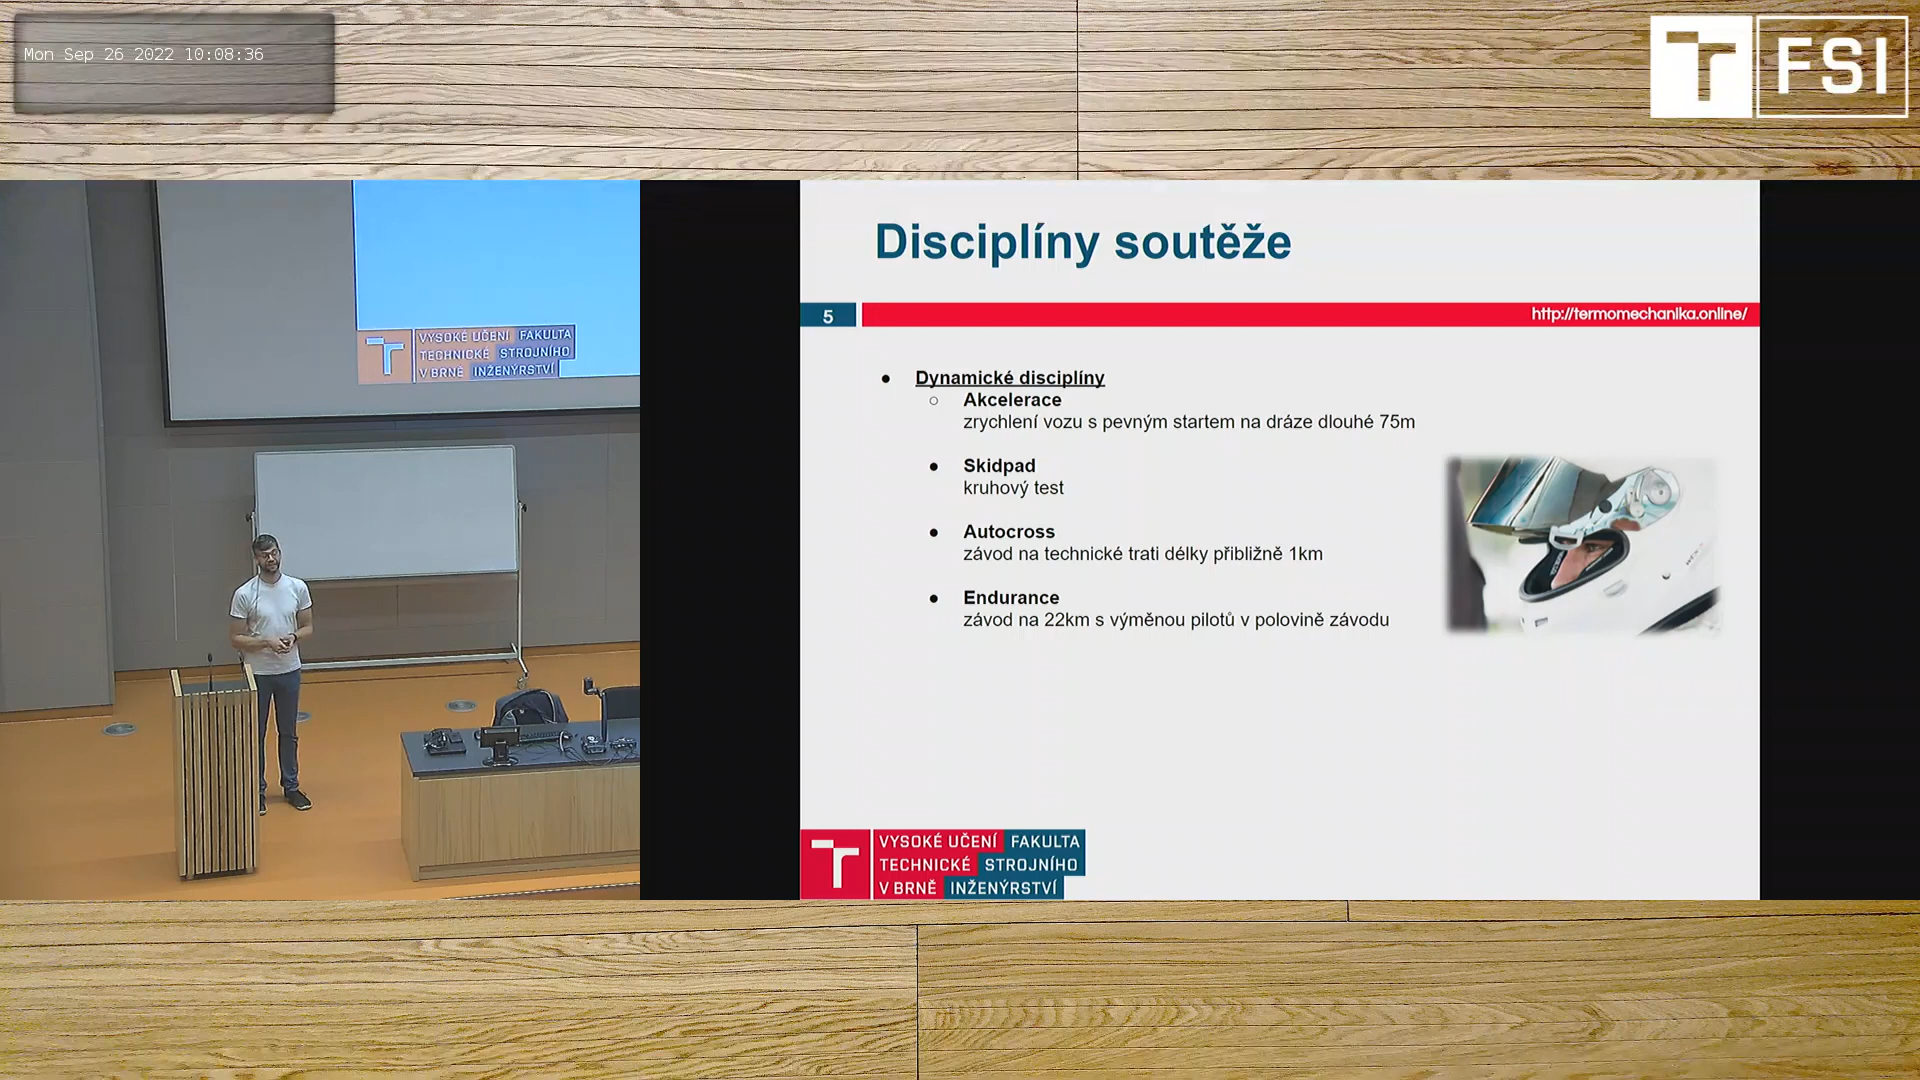 Mon Sep 26 2022 10:08:36
FSI
VYSOKÉ UČENÍ FAKULTA
TECHNICKÉ STROJNÍHO
V BRNĚ INŽENÝRSTVÍ
Disciplíny soutěže
5
http://termomechanika.online/
● Dynamické disciplíny
○ Akcelerace
zrychlení vozu s pevným startem na dráze dlouhé 75m
● Skidpad
kruhový test
● Autocross
závod na technické trati délky přibližně 1km
● Endurance
závod na 22km s výměnou pilotů v polovině závodu
VYSOKÉ UČENÍ FAKULTA
TECHNICKÉ STROJNÍHO
V BRNĚ INŽENÝRSTVÍ